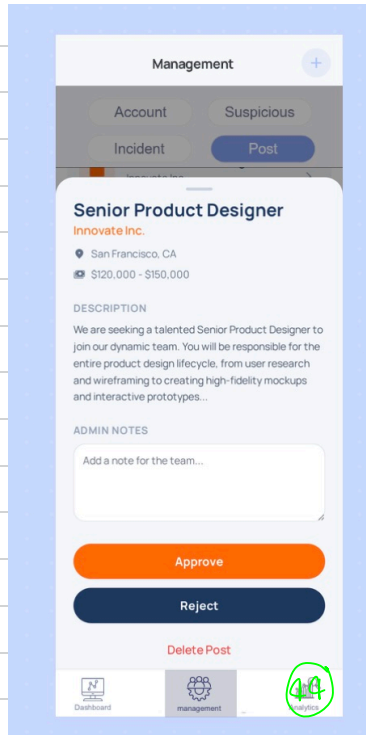 Management
+
Account Suspicious
Incident Post
Senior Product Designer
Innovate Inc.
San Francisco, CA
$120,000 - $150,000
DESCRIPTION
We are seeking a talented Senior Product Designer to
join our dynamic team. You will be responsible for the
entire product design lifecycle, from user research
and wireframing to creating high-fidelity mockups
and interactive prototypes...
ADMIN NOTES
Add a note for the team...
Approve
Reject
Delete Post
44
Dashboard management Analytics